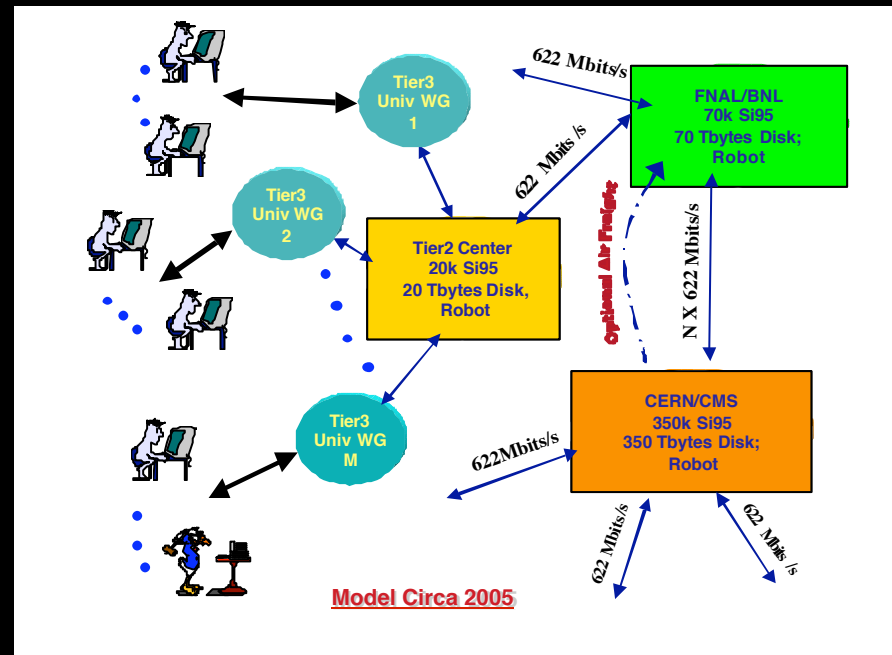 622 Mbits/s
Tier3
Univ WG
1
FNAL/BNL
70k Si95
70 Tbytes Disk;
Robot
622 Mbits /s
Tier3
Univ WG
2
Optional Air Freight
N X 622 Mbits/s
Tier2 Center
20k Si95
20 Tbytes Disk,
Robot
CERN/CMS
350k Si95
350 Tbytes Disk;
Robot
Tier3
Univ WG
M
622Mbits/s
622 Mbits/s
622 Mbits /s
Model Circa 2005